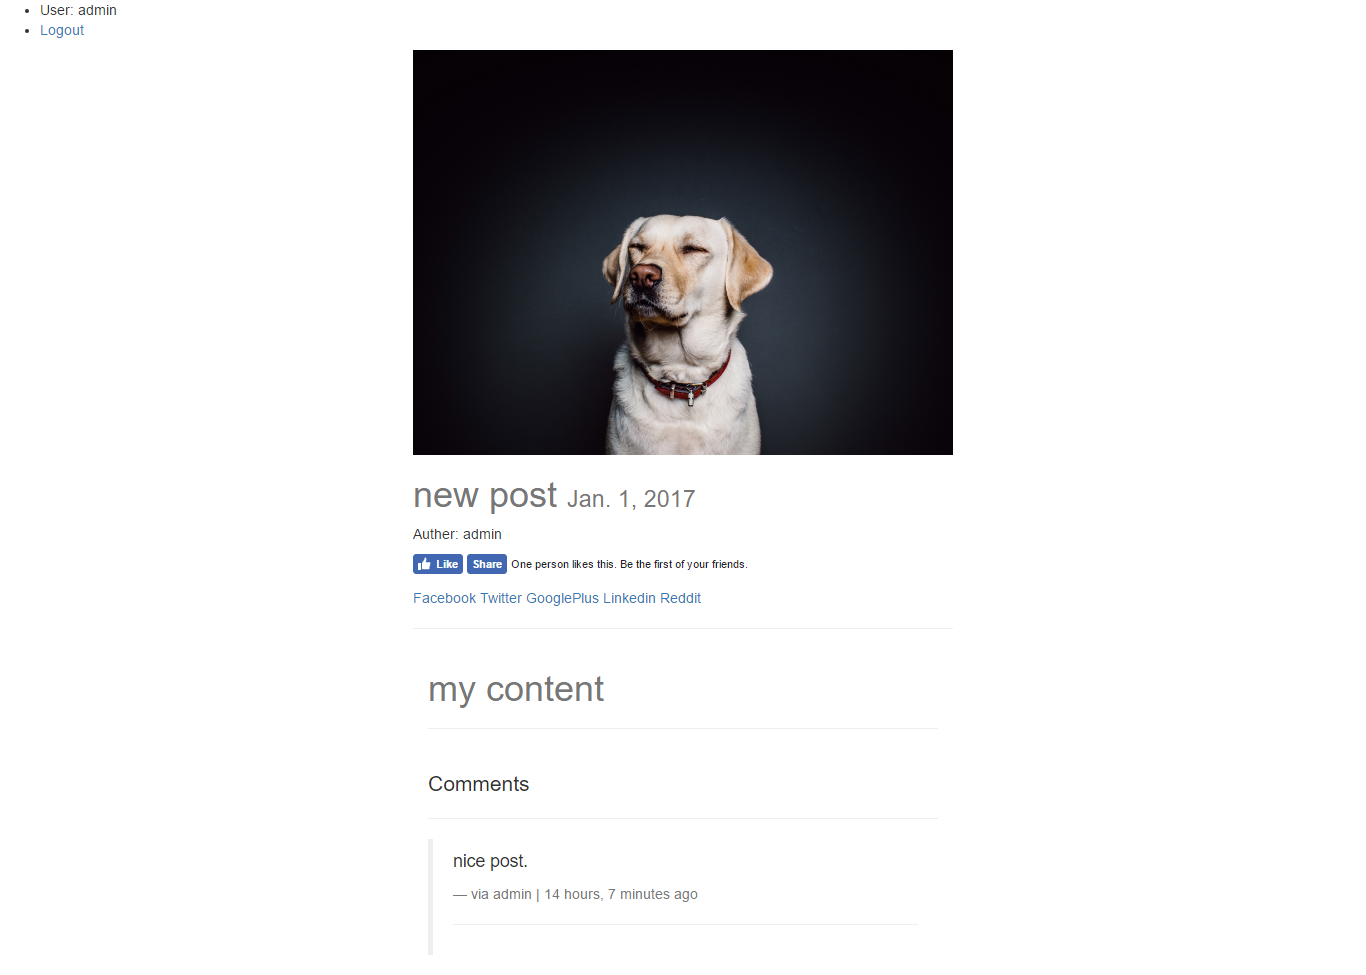 User: admin
Logout
new post Jan. 1, 2017
Auther: admin
Like Share One person likes this. Be the first of your friends.
Facebook Twitter GooglePlus Linkedin Reddit
my content
Comments
nice post.
— via admin | 14 hours, 7 minutes ago